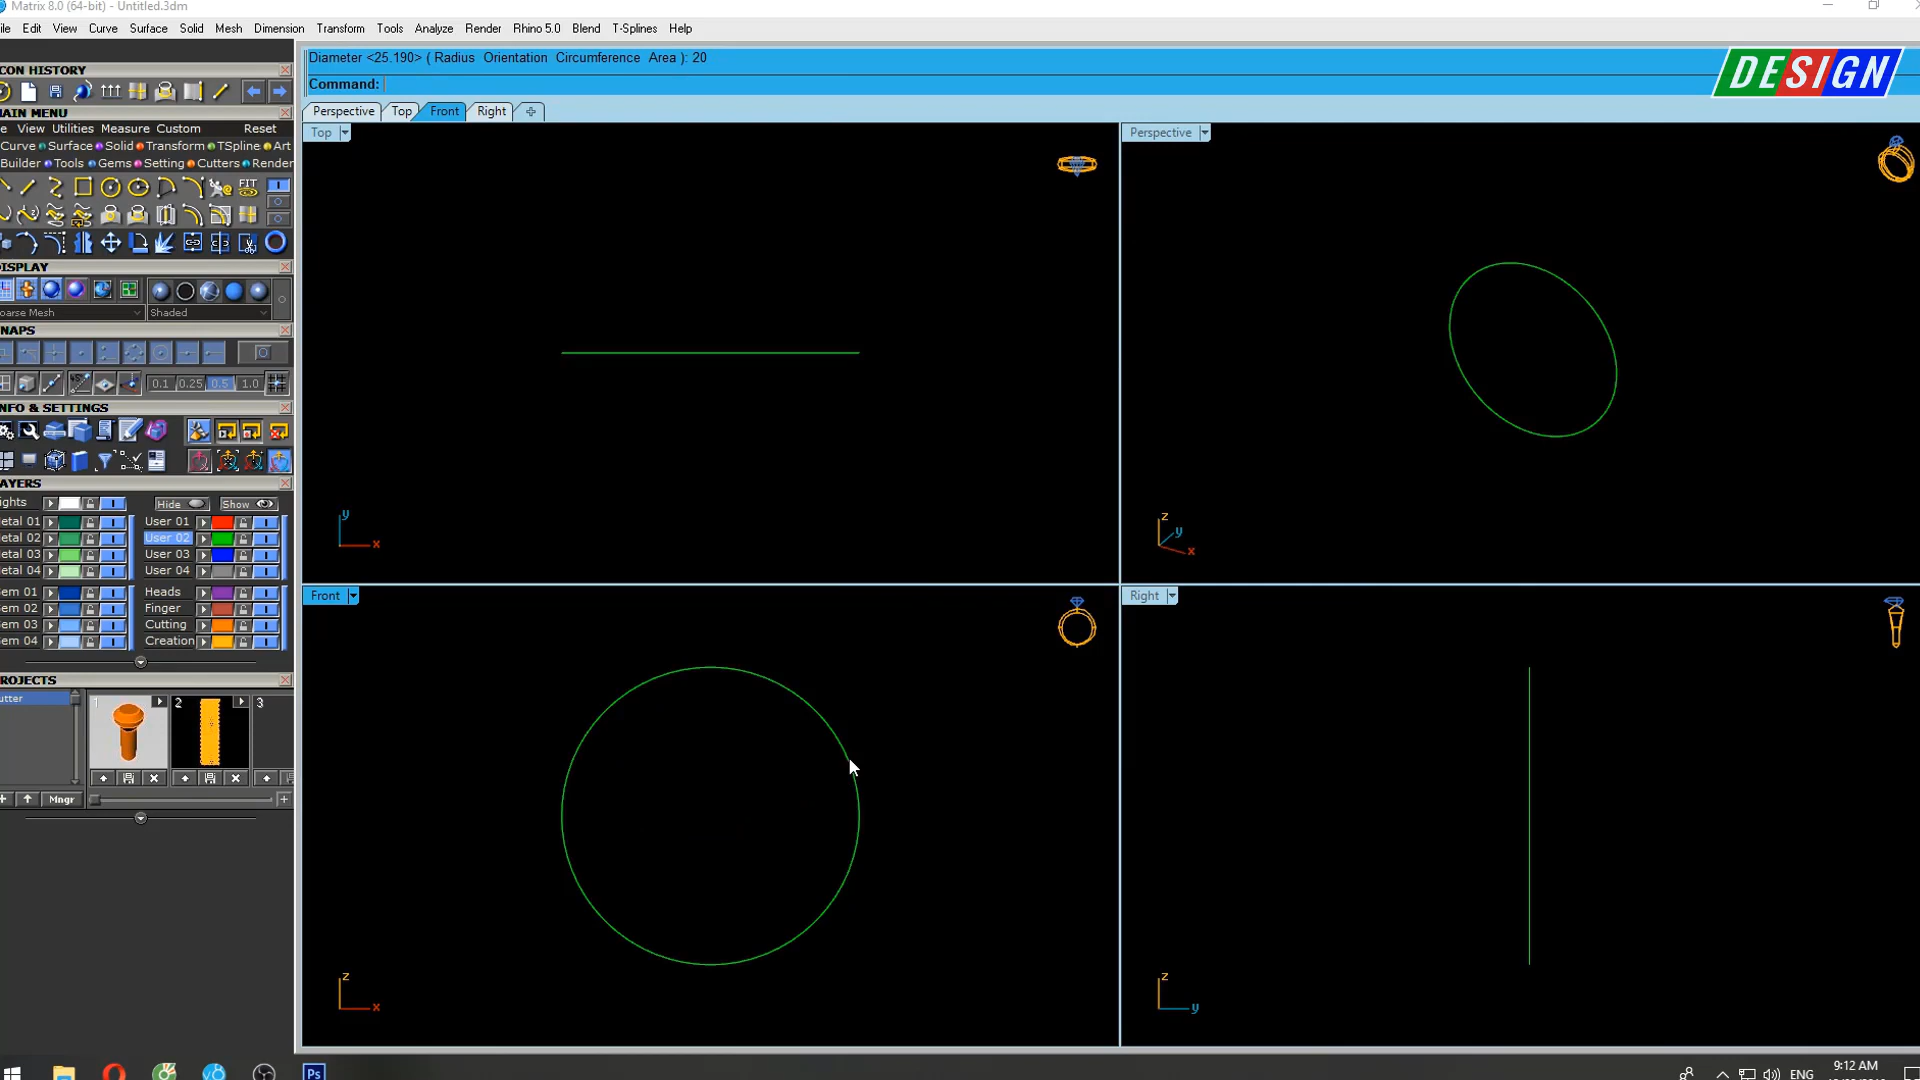 Matrix 8.0 (64-bit) - Untitled.3dm
ile Edit View Curve Surface Solid Mesh Dimension Transform Tools Analyze Render Rhino 5.0 Blend T-Splines Help
Diameter <25.190> ( Radius Orientation Circumference Area ): 20
Command:
DESIGN
CON HISTORY
Perspective Top Front Right
AIN MENU
e View Utilities Measure Custom Reset
Curve Surface Solid Transform TSpline Art
Builder Tools Gems Setting Cutters Render
FIT
Top
Perspective
ISPLAY
oarse Mesh Shaded
NAPS
0.1 0.25 0.5 1.0
NFO & SETTINGS
AYERS
ights Hide Show
etal 01 User 01
etal 02 User 02
etal 03 User 03
etal 04 User 04
em 01 Heads
em 02 Finger
em 03 Cutting
em 04 Creation
y
x
z
y
x
Front
Right
ROJECTS
utter
1 2 3
Mngr
z
x
z
y
Ps
ENG
9:12 AM